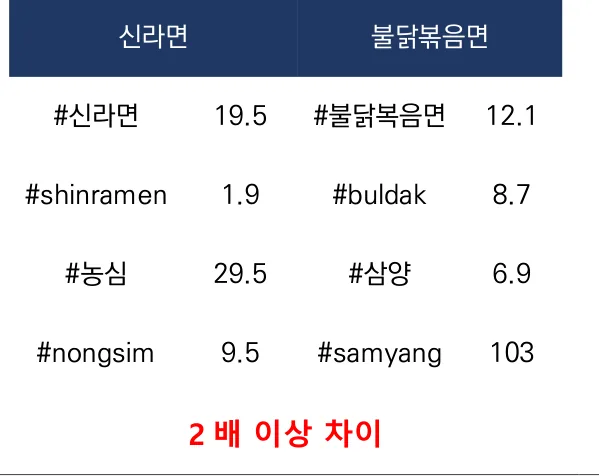 신라면 불닭볶음면
#신라면 19.5 #불닭복음면 12.1
#shinramen 1.9 #buldak 8.7
#농심 29.5 #삼양 6.9
#nongsim 9.5 #samyang 103
2배 이상 차이